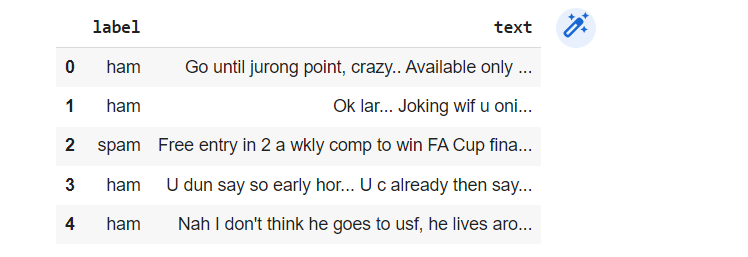 label text
0 ham Go until jurong point, crazy.. Available only ...
1 ham Ok lar... Joking wif u oni...
2 spam Free entry in 2 a wkly comp to win FA Cup fina...
3 ham U dun say so early hor... U c already then say...
4 ham Nah I don't think he goes to usf, he lives aro...